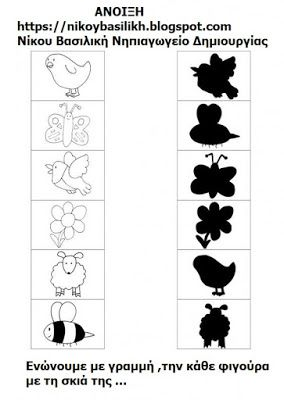 ΑΝΟΙΞΗ
https://nikoybasilikh.blogspot.com
Νίκου Βασιλική Νηπιαγωγείο Δημιουργίας
Ενώνουμε με γραμμή ,την κάθε φιγούρα
με τη σκιά της ...